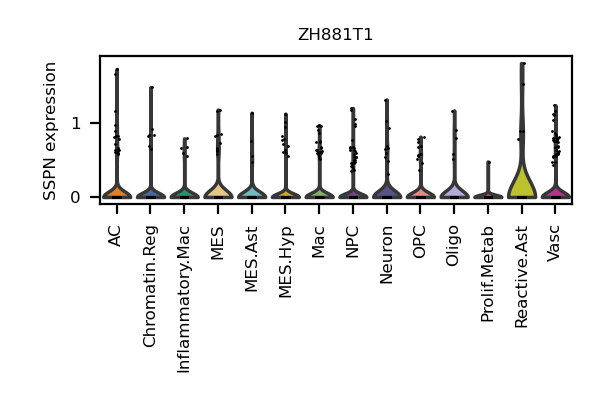 ZH881T1
SSPN expression
1
0
AC
Chromatin.Reg
Inflammatory.Mac
MES
MES.Ast
MES.Hyp
Mac
NPC
Neuron
OPC
Oligo
Prolif.Metab
Reactive.Ast
Vasc